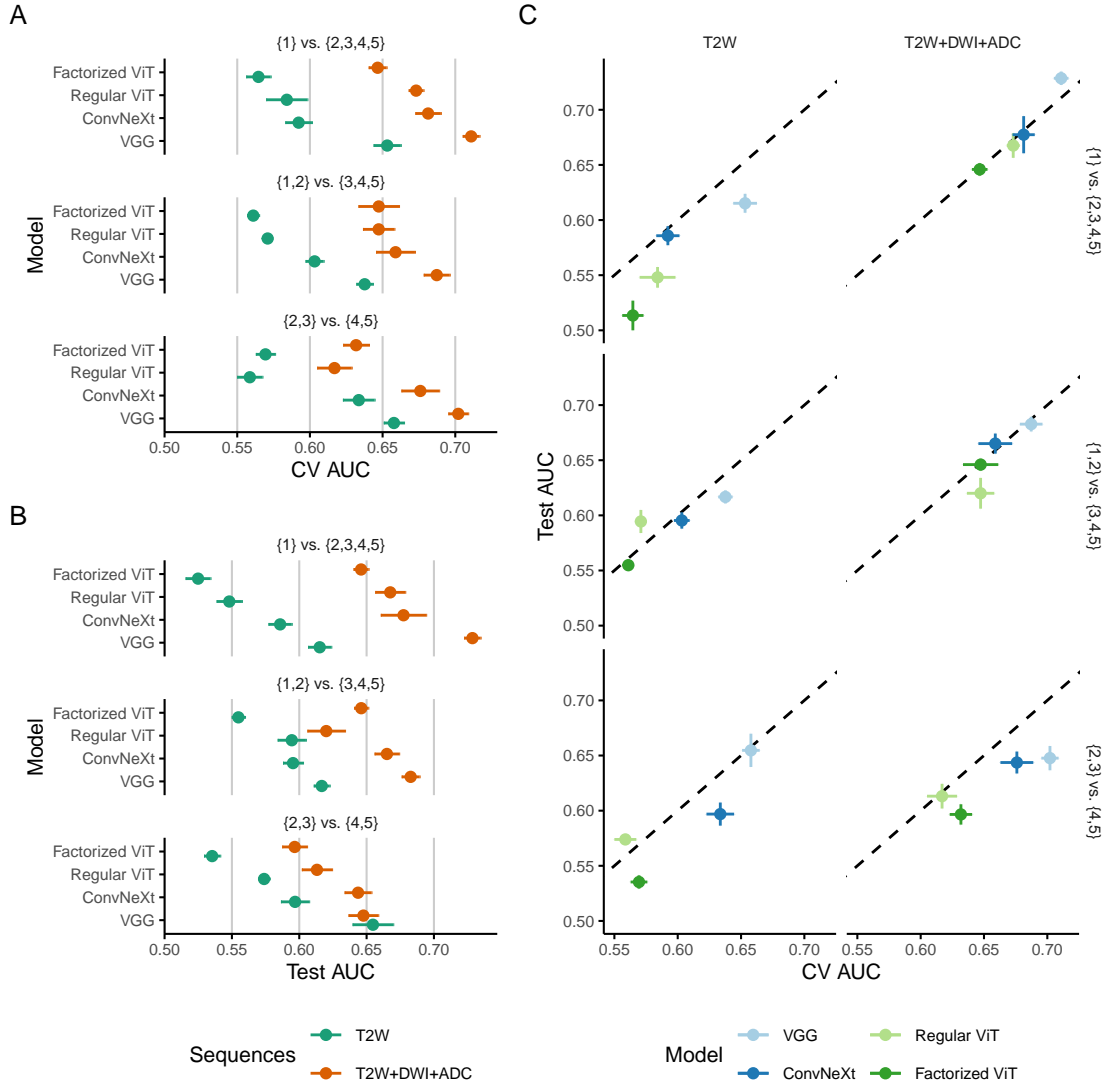 A
{1} vs. {2,3,4,5}
Factorized ViT
Regular ViT
ConvNeXt
VGG
{1,2} vs. {3,4,5}
Factorized ViT
Regular ViT
ConvNeXt
VGG
{2,3} vs. {4,5}
Factorized ViT
Regular ViT
ConvNeXt
VGG
Model
0.50 0.55 0.60 0.65 0.70
CV AUC
B
{1} vs. {2,3,4,5}
Factorized ViT
Regular ViT
ConvNeXt
VGG
{1,2} vs. {3,4,5}
Factorized ViT
Regular ViT
ConvNeXt
VGG
{2,3} vs. {4,5}
Factorized ViT
Regular ViT
ConvNeXt
VGG
Model
0.50 0.55 0.60 0.65 0.70
Test AUC
Sequences
T2W
T2W+DWI+ADC
C
T2W T2W+DWI+ADC
0.70
0.65
0.60
0.55
0.50
{1} vs. {2,3,4,5}
0.70
0.65
0.60
0.55
0.50
{1,2} vs. {3,4,5}
0.70
0.65
0.60
0.55
0.50
{2,3} vs. {4,5}
Test AUC
0.55 0.60 0.65 0.70 0.55 0.60 0.65 0.70
CV AUC
Model
VGG
ConvNeXt
Regular ViT
Factorized ViT